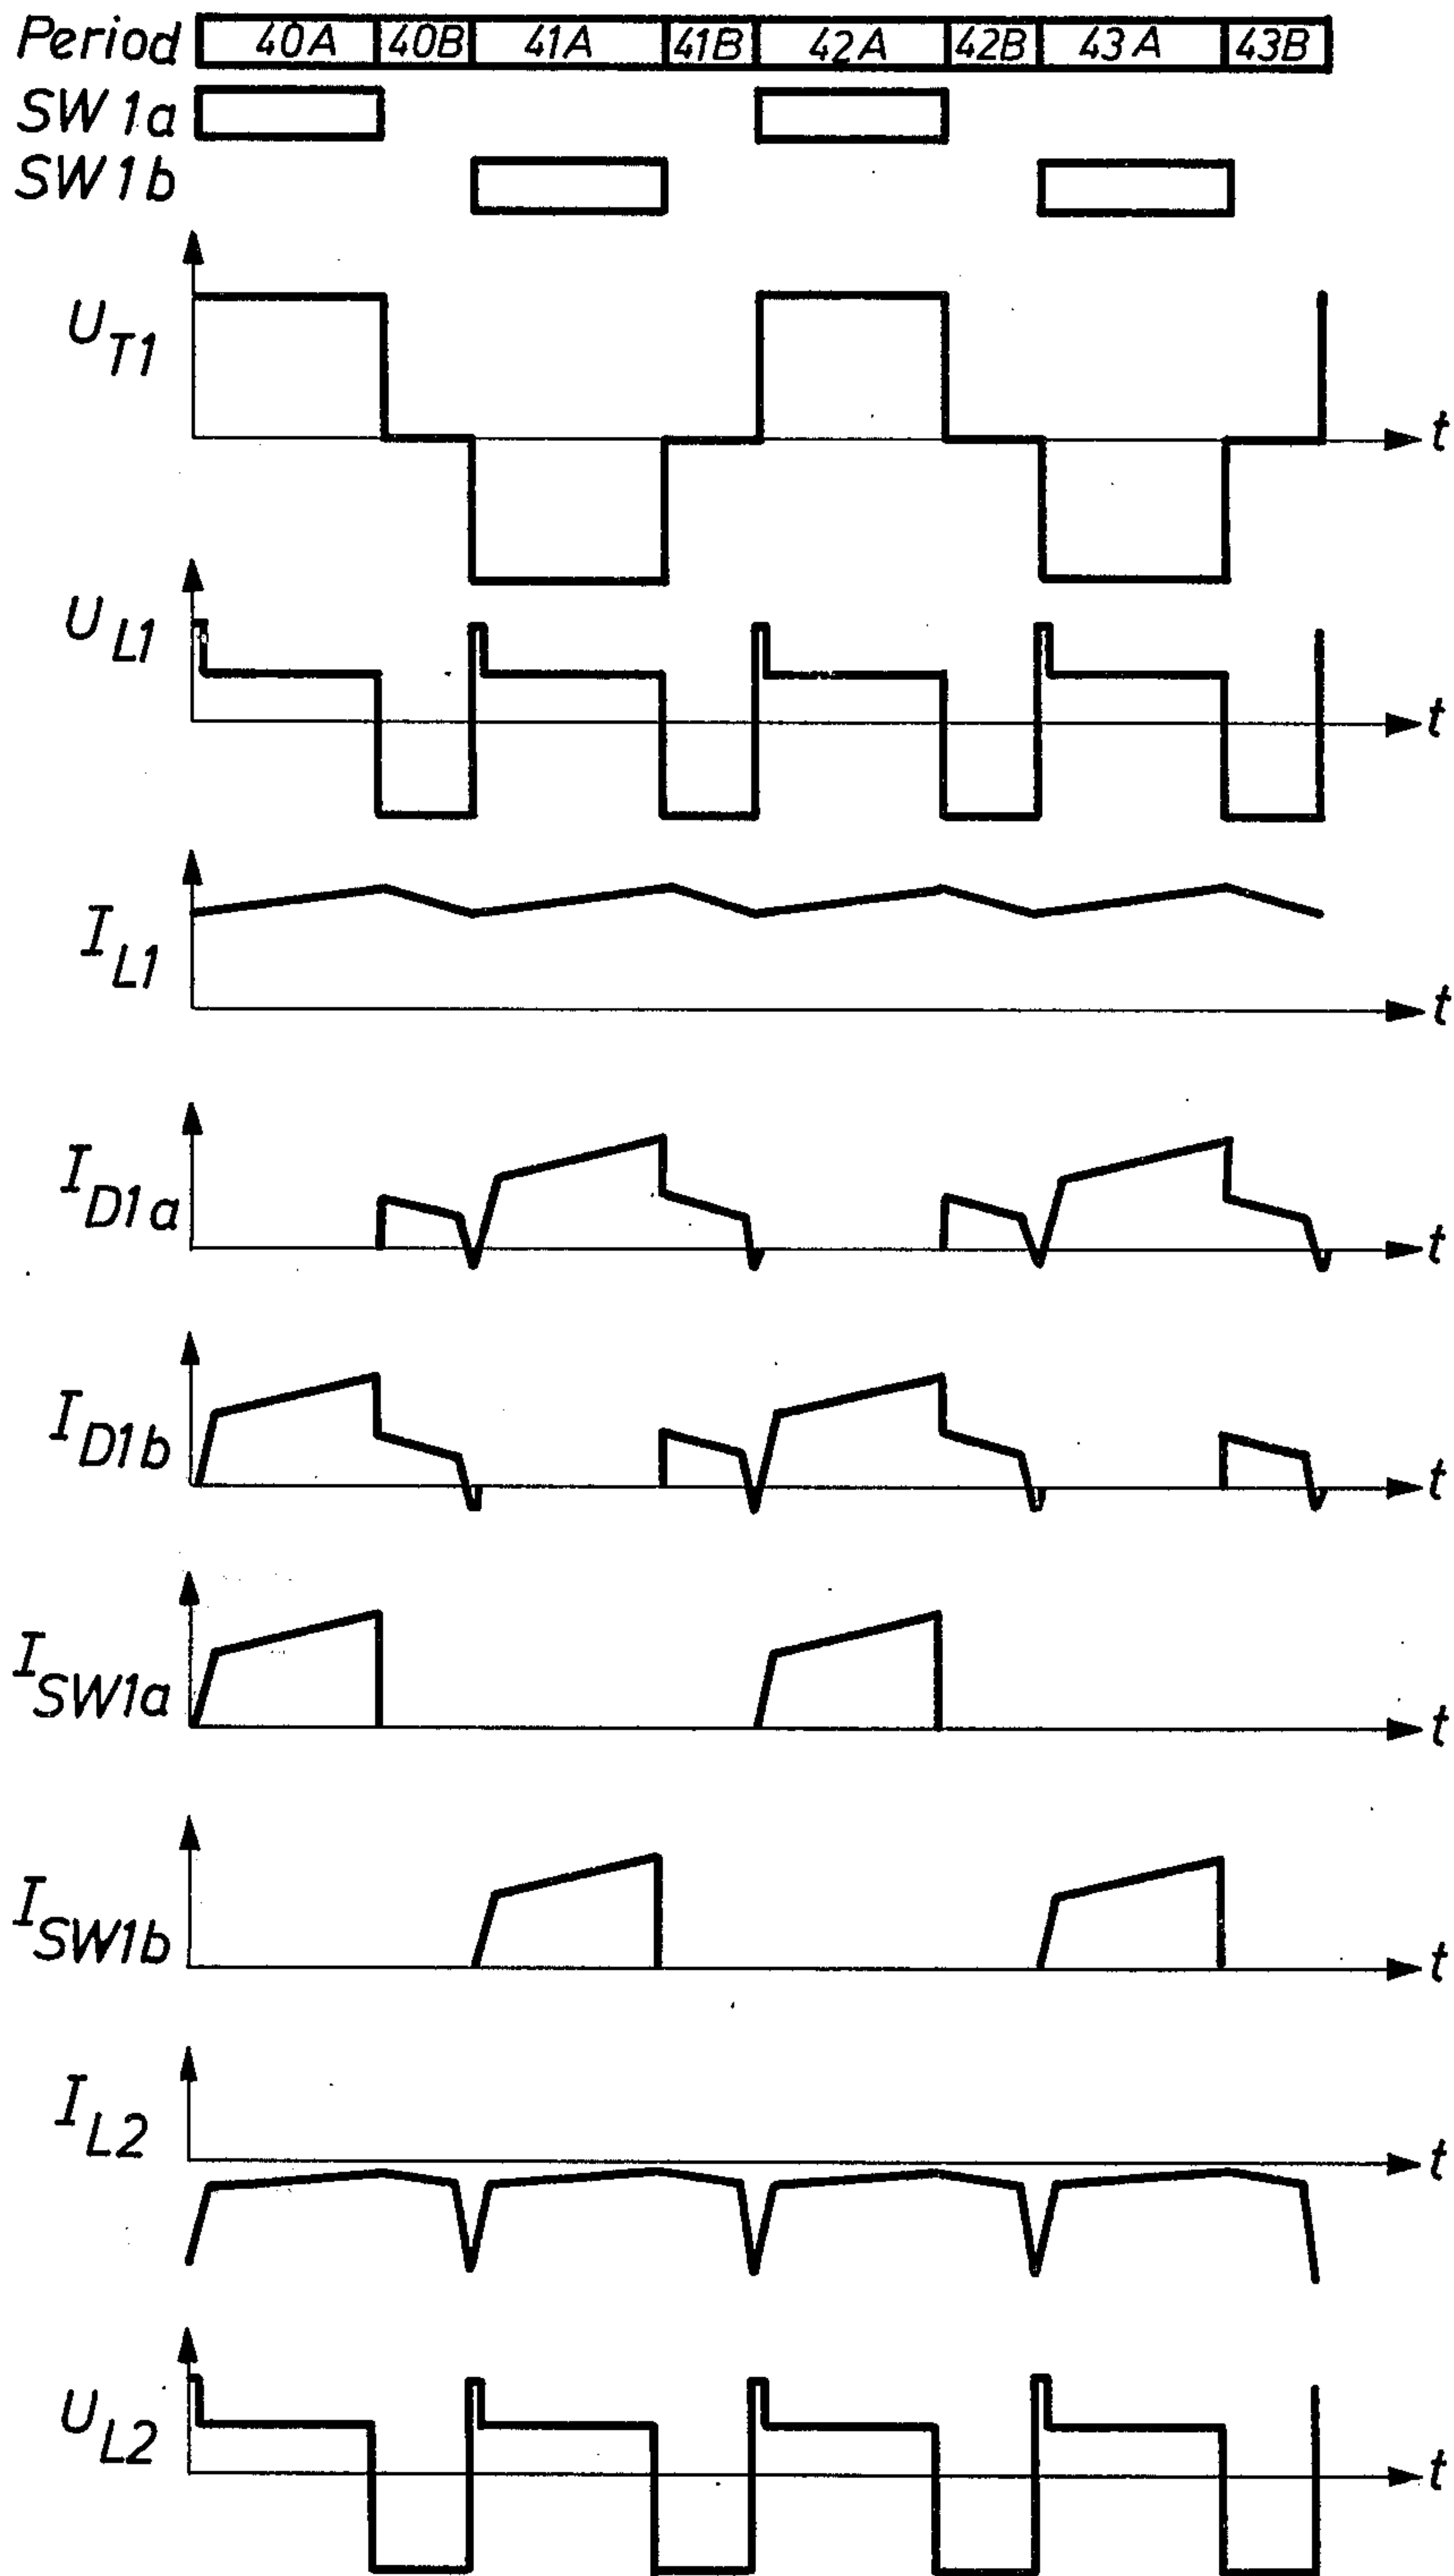 Period 40A 40B 41A 41B 42A 42B 43A 43B
SW1a
SW1b
UT1
t
UL1
t
IL1
t
ID1a
t
ID1b
t
ISW1a
t
ISW1b
t
IL2
t
UL2
t